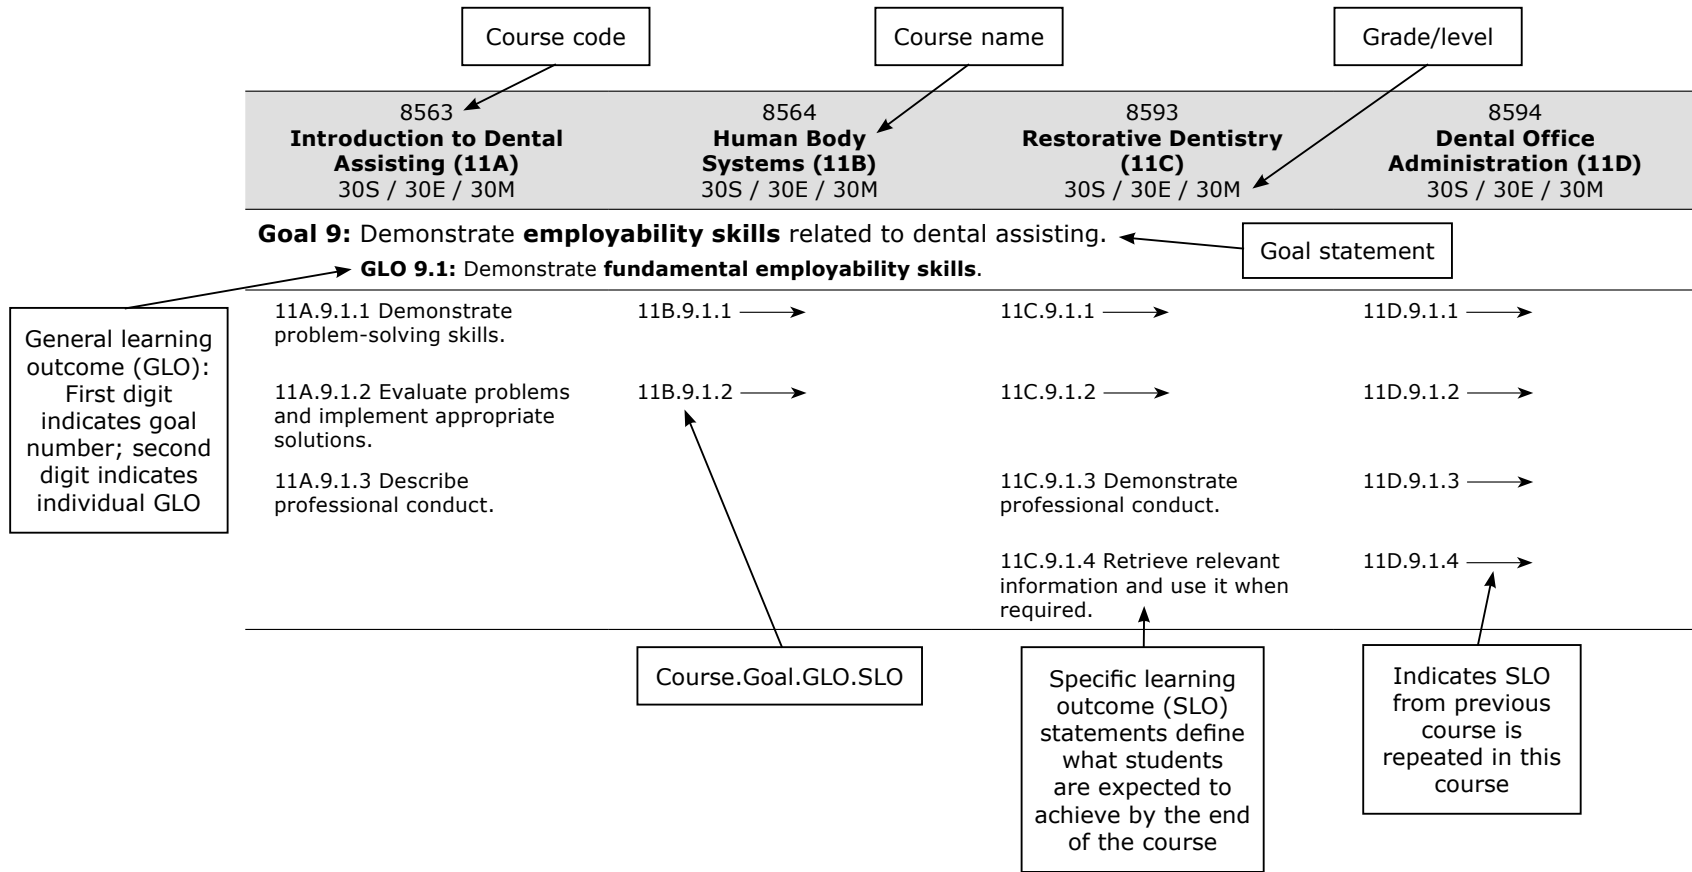 Course code
Course name
Grade/level
8563
Introduction to Dental
Assisting (11A)
30S / 30E / 30M
8564
Human Body
Systems (11B)
30S / 30E / 30M
8593
Restorative Dentistry
(11C)
30S / 30E / 30M
8594
Dental Office
Administration (11D)
30S / 30E / 30M
Goal 9: Demonstrate employability skills related to dental assisting.
Goal statement
GLO 9.1: Demonstrate fundamental employability skills.
General learning
outcome (GLO):
First digit
indicates goal
number; second
digit indicates
individual GLO
11A.9.1.1 Demonstrate
problem-solving skills.
11B.9.1.1
11C.9.1.1
11D.9.1.1
11A.9.1.2 Evaluate problems
and implement appropriate
solutions.
11B.9.1.2
11C.9.1.2
11D.9.1.2
11A.9.1.3 Describe
professional conduct.
11C.9.1.3 Demonstrate
professional conduct.
11D.9.1.3
11C.9.1.4 Retrieve relevant
information and use it when
required.
11D.9.1.4
Course.Goal.GLO.SLO
Specific learning
outcome (SLO)
statements define
what students
are expected to
achieve by the end
of the course
Indicates SLO
from previous
course is
repeated in this
course